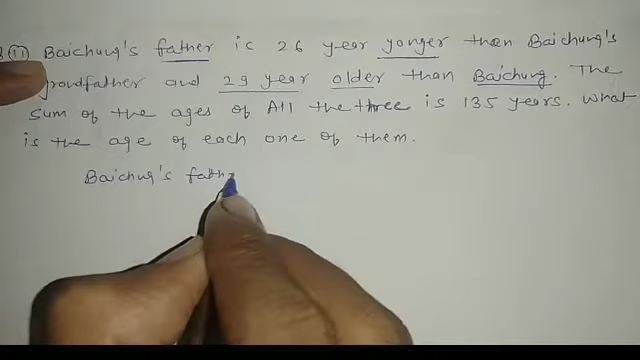 (11) Baichung's father is 26 year yonger then Baichung's
grandfather and 29 year older than Baichung. The
sum of the ages of All the three is 135 years. What
is the age of each one of them.
Baichung's fathe